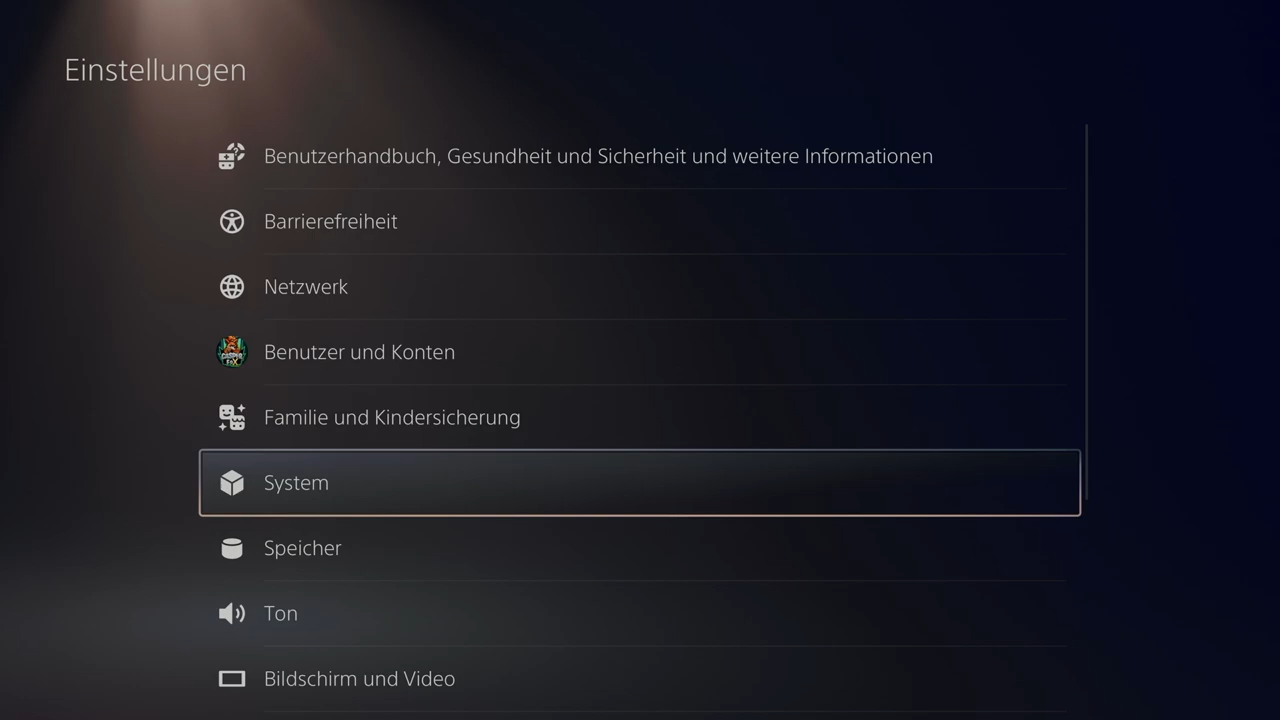 Einstellungen
Benutzerhandbuch, Gesundheit und Sicherheit und weitere Informationen
Barrierefreiheit
Netzwerk
Benutzer und Konten
Familie und Kindersicherung
System
Speicher
Ton
Bildschirm und Video